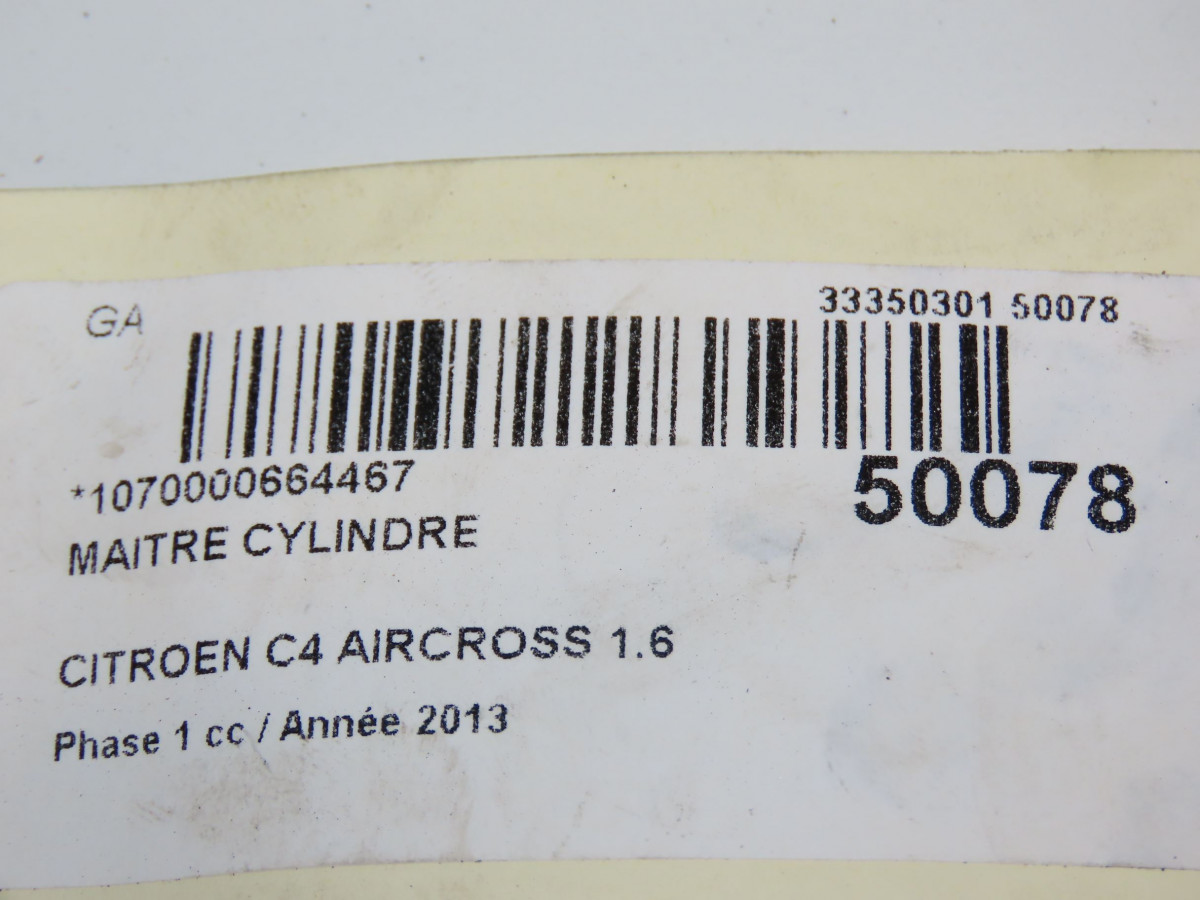 GA
33350301 50078
*1070000664467
50078
MAITRE CYLINDRE
CITROEN C4 AIRCROSS 1.6
Phase 1 cc / Année 2013